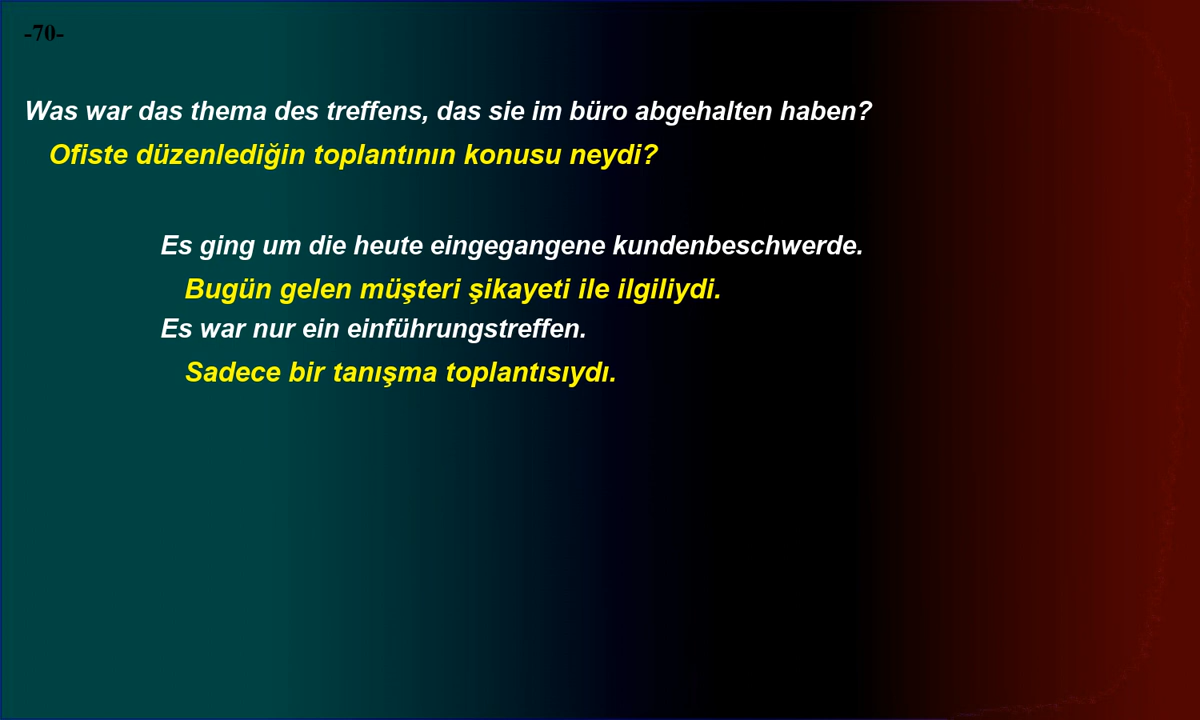 -70-
Was war das thema des treffens, das sie im büro abgehalten haben?
Ofiste düzenlediğin toplantının konusu neydi?
Es ging um die heute eingegangene kundenbeschwerde.
Bugün gelen müşteri şikayeti ile ilgiliydi.
Es war nur ein einführungstreffen.
Sadece bir tanışma toplantısıydı.